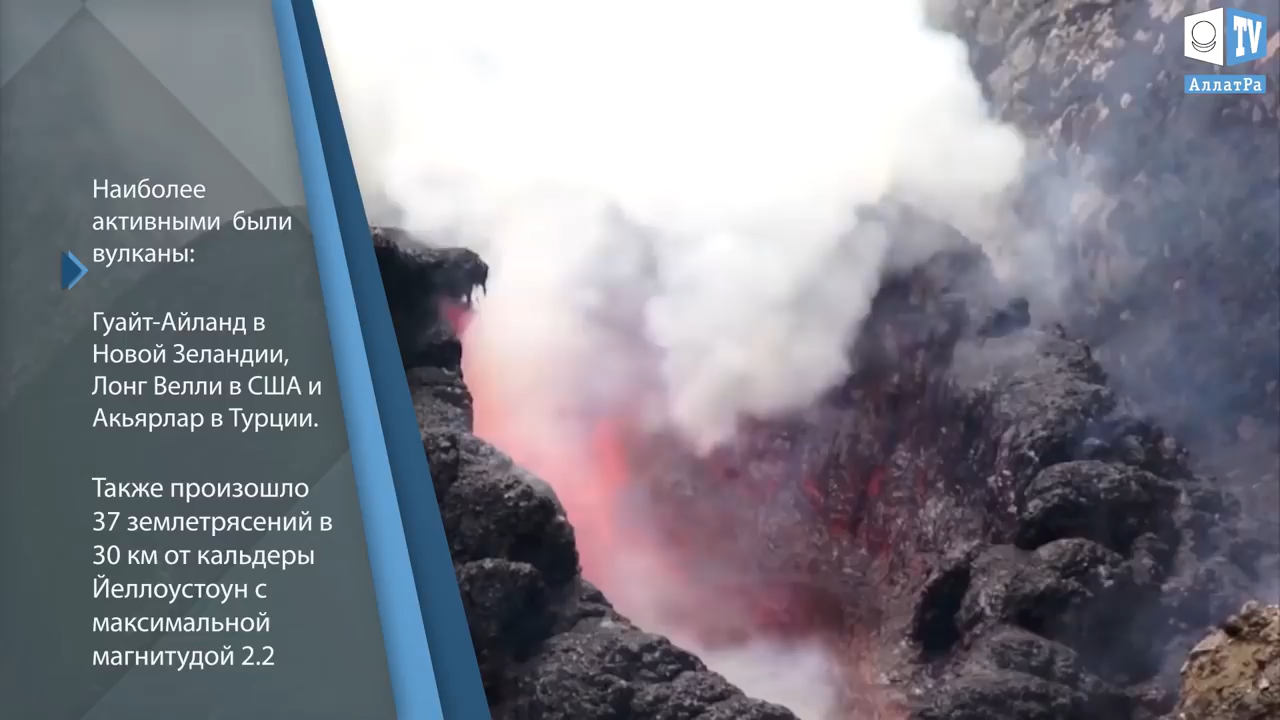 TV
АллатРа
Наиболее
активными были
вулканы:
Гуайт-Айланд в
Новой Зеландии,
Лонг Велли в США и
Акьярлар в Турции.
Также произошло
37 землетрясений в
30 км от кальдеры
Йеллоустоун с
максимальной
магнитудой 2.2